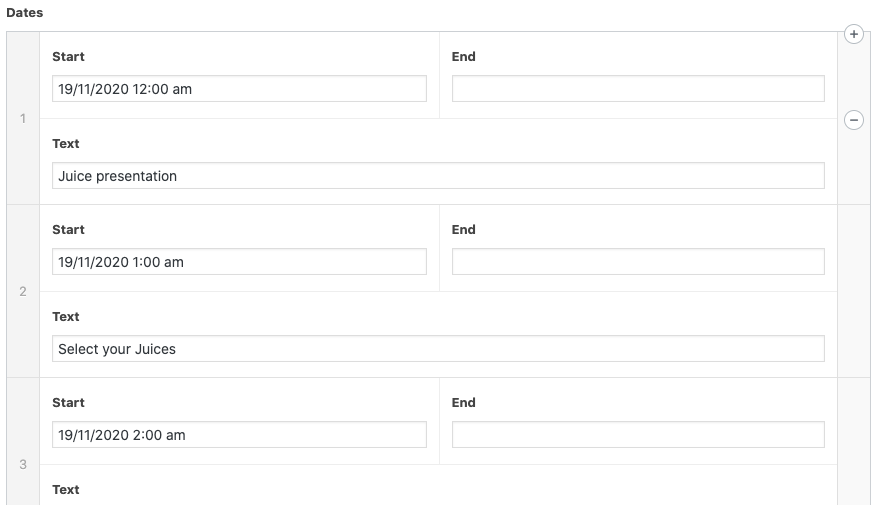 Dates
Start End
19/11/2020 12:00 am
1
Text
Juice presentation
Start End
19/11/2020 1:00 am
2
Text
Select your Juices
Start End
19/11/2020 2:00 am
3
Text